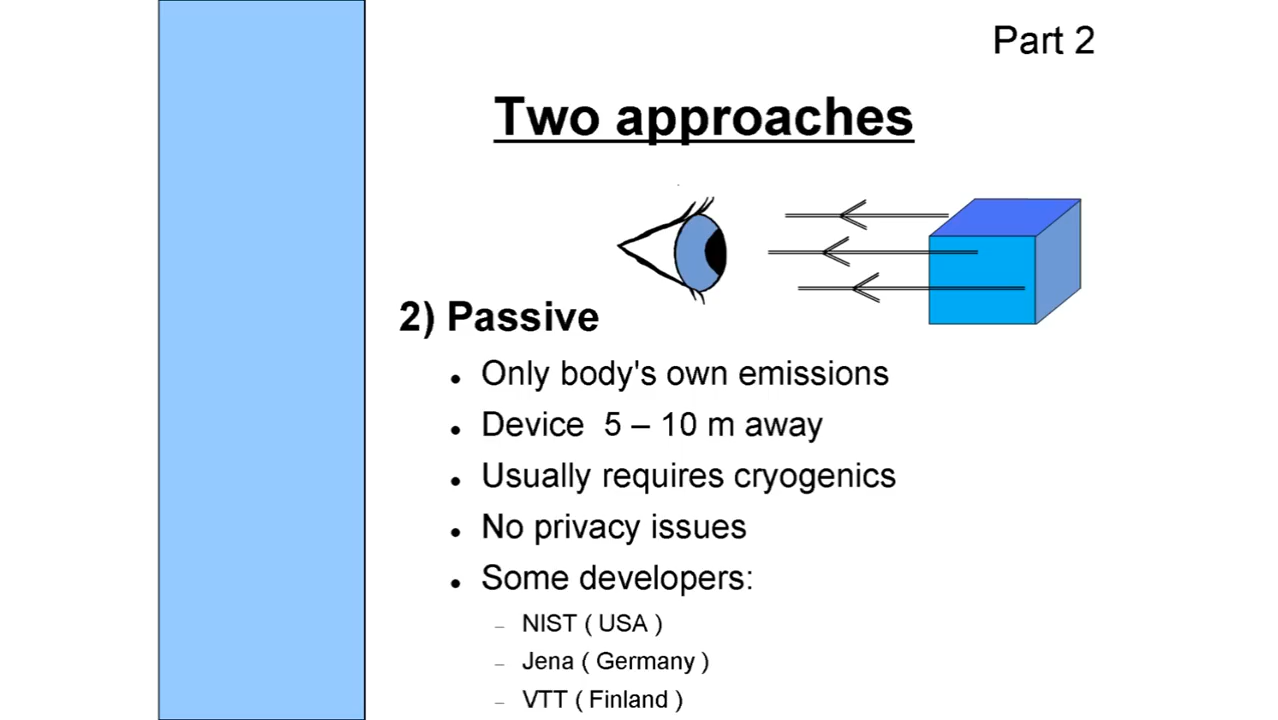 Part 2
Two approaches
2) Passive
● Only body's own emissions
● Device 5 – 10 m away
● Usually requires cryogenics
● No privacy issues
● Some developers:
– NIST ( USA )
– Jena ( Germany )
– VTT ( Finland )